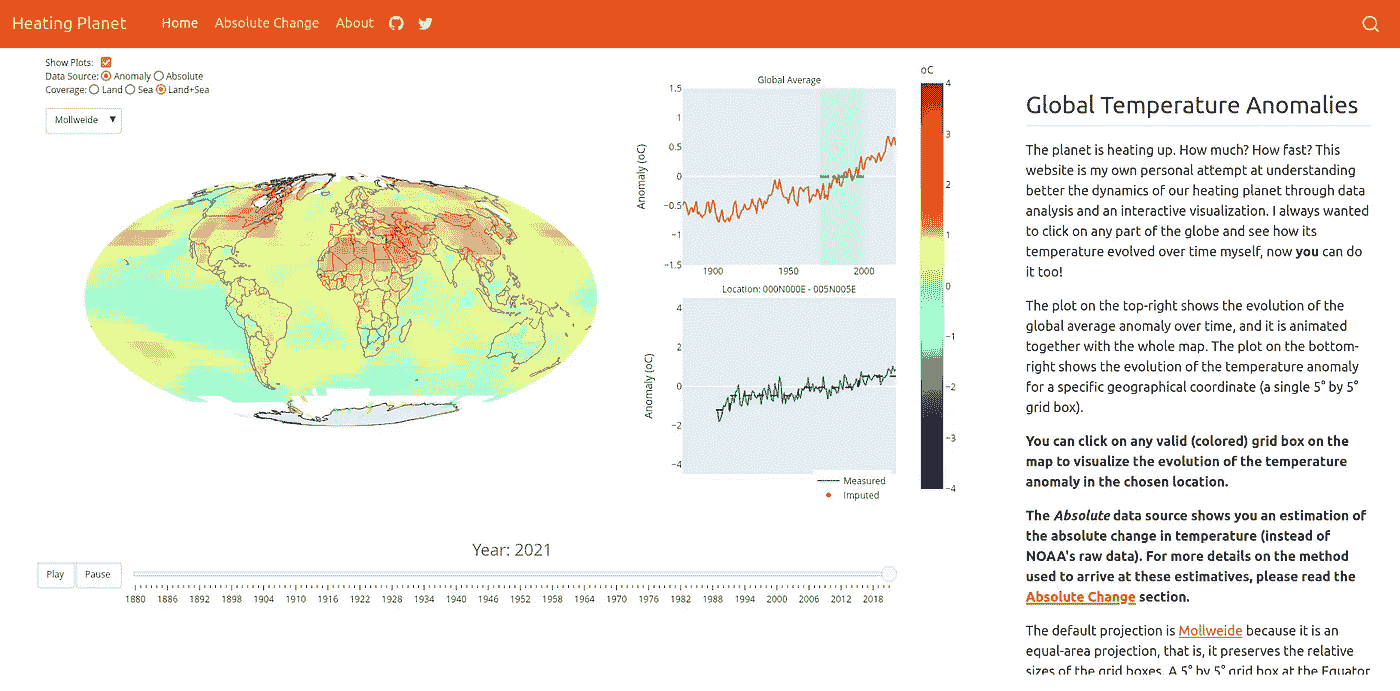 Heating Planet Home Absolute Change About
Show Plots:
Data Source: Anomaly Absolute
Coverage: Land Sea Land+Sea
Mollweide ▼
Global Average
1.5
1
0.5
0
−0.5
−1
−1.5
Anomaly (oC)
1900 1950 2000
Location: 000N000E - 005N005E
4
2
0
−2
−4
Anomaly (oC)
Measured
Imputed
oC
4
3
2
1
0
−1
−2
−3
−4
Year: 2021
Play Pause
1880 1886 1892 1898 1904 1910 1916 1922 1928 1934 1940 1946 1952 1958 1964 1970 1976 1982 1988 1994 2000 2006 2012 2018
Global Temperature Anomalies
The planet is heating up. How much? How fast? This
website is my own personal attempt at understanding
better the dynamics of our heating planet through data
analysis and an interactive visualization. I always wanted
to click on any part of the globe and see how its
temperature evolved over time myself, now you can do
it too!
The plot on the top-right shows the evolution of the
global average anomaly over time, and it is animated
together with the whole map. The plot on the bottom-
right shows the evolution of the temperature anomaly
for a specific geographical coordinate (a single 5° by 5°
grid box).
You can click on any valid (colored) grid box on the
map to visualize the evolution of the temperature
anomaly in the chosen location.
The Absolute data source shows you an estimation of
the absolute change in temperature (instead of
NOAA's raw data). For more details on the method
used to arrive at these estimatives, please read the
Absolute Change section.
The default projection is Mollweide because it is an
equal-area projection, that is, it preserves the relative
sizes of the grid boxes. A 5° by 5° grid box at the Equator